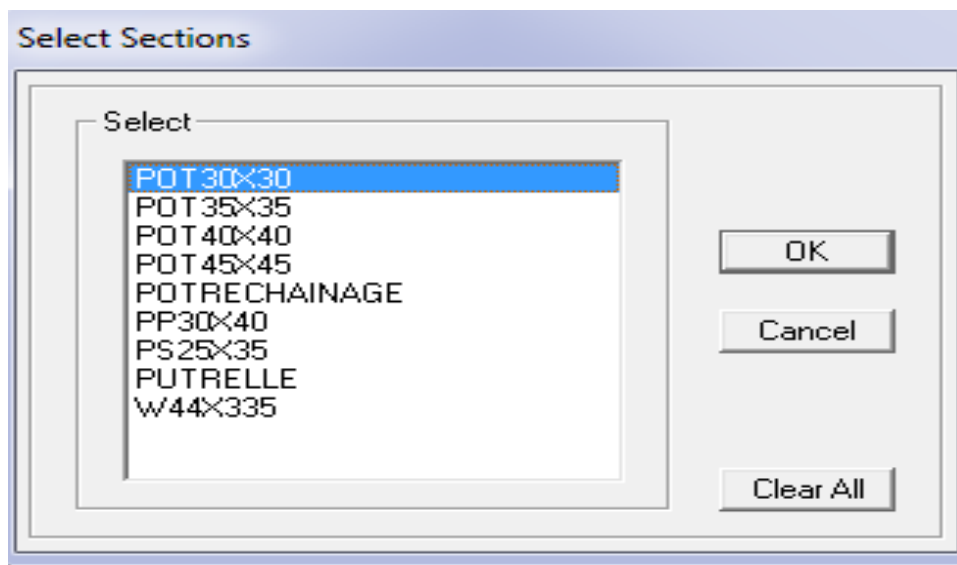 Select Sections
Select
POT30X30
POT35X35
POT40X40
POT45X45
POTRECHAINAGE
PP30X40
PS25X35
PUTRELLE
W44X335
OK
Cancel
Clear All